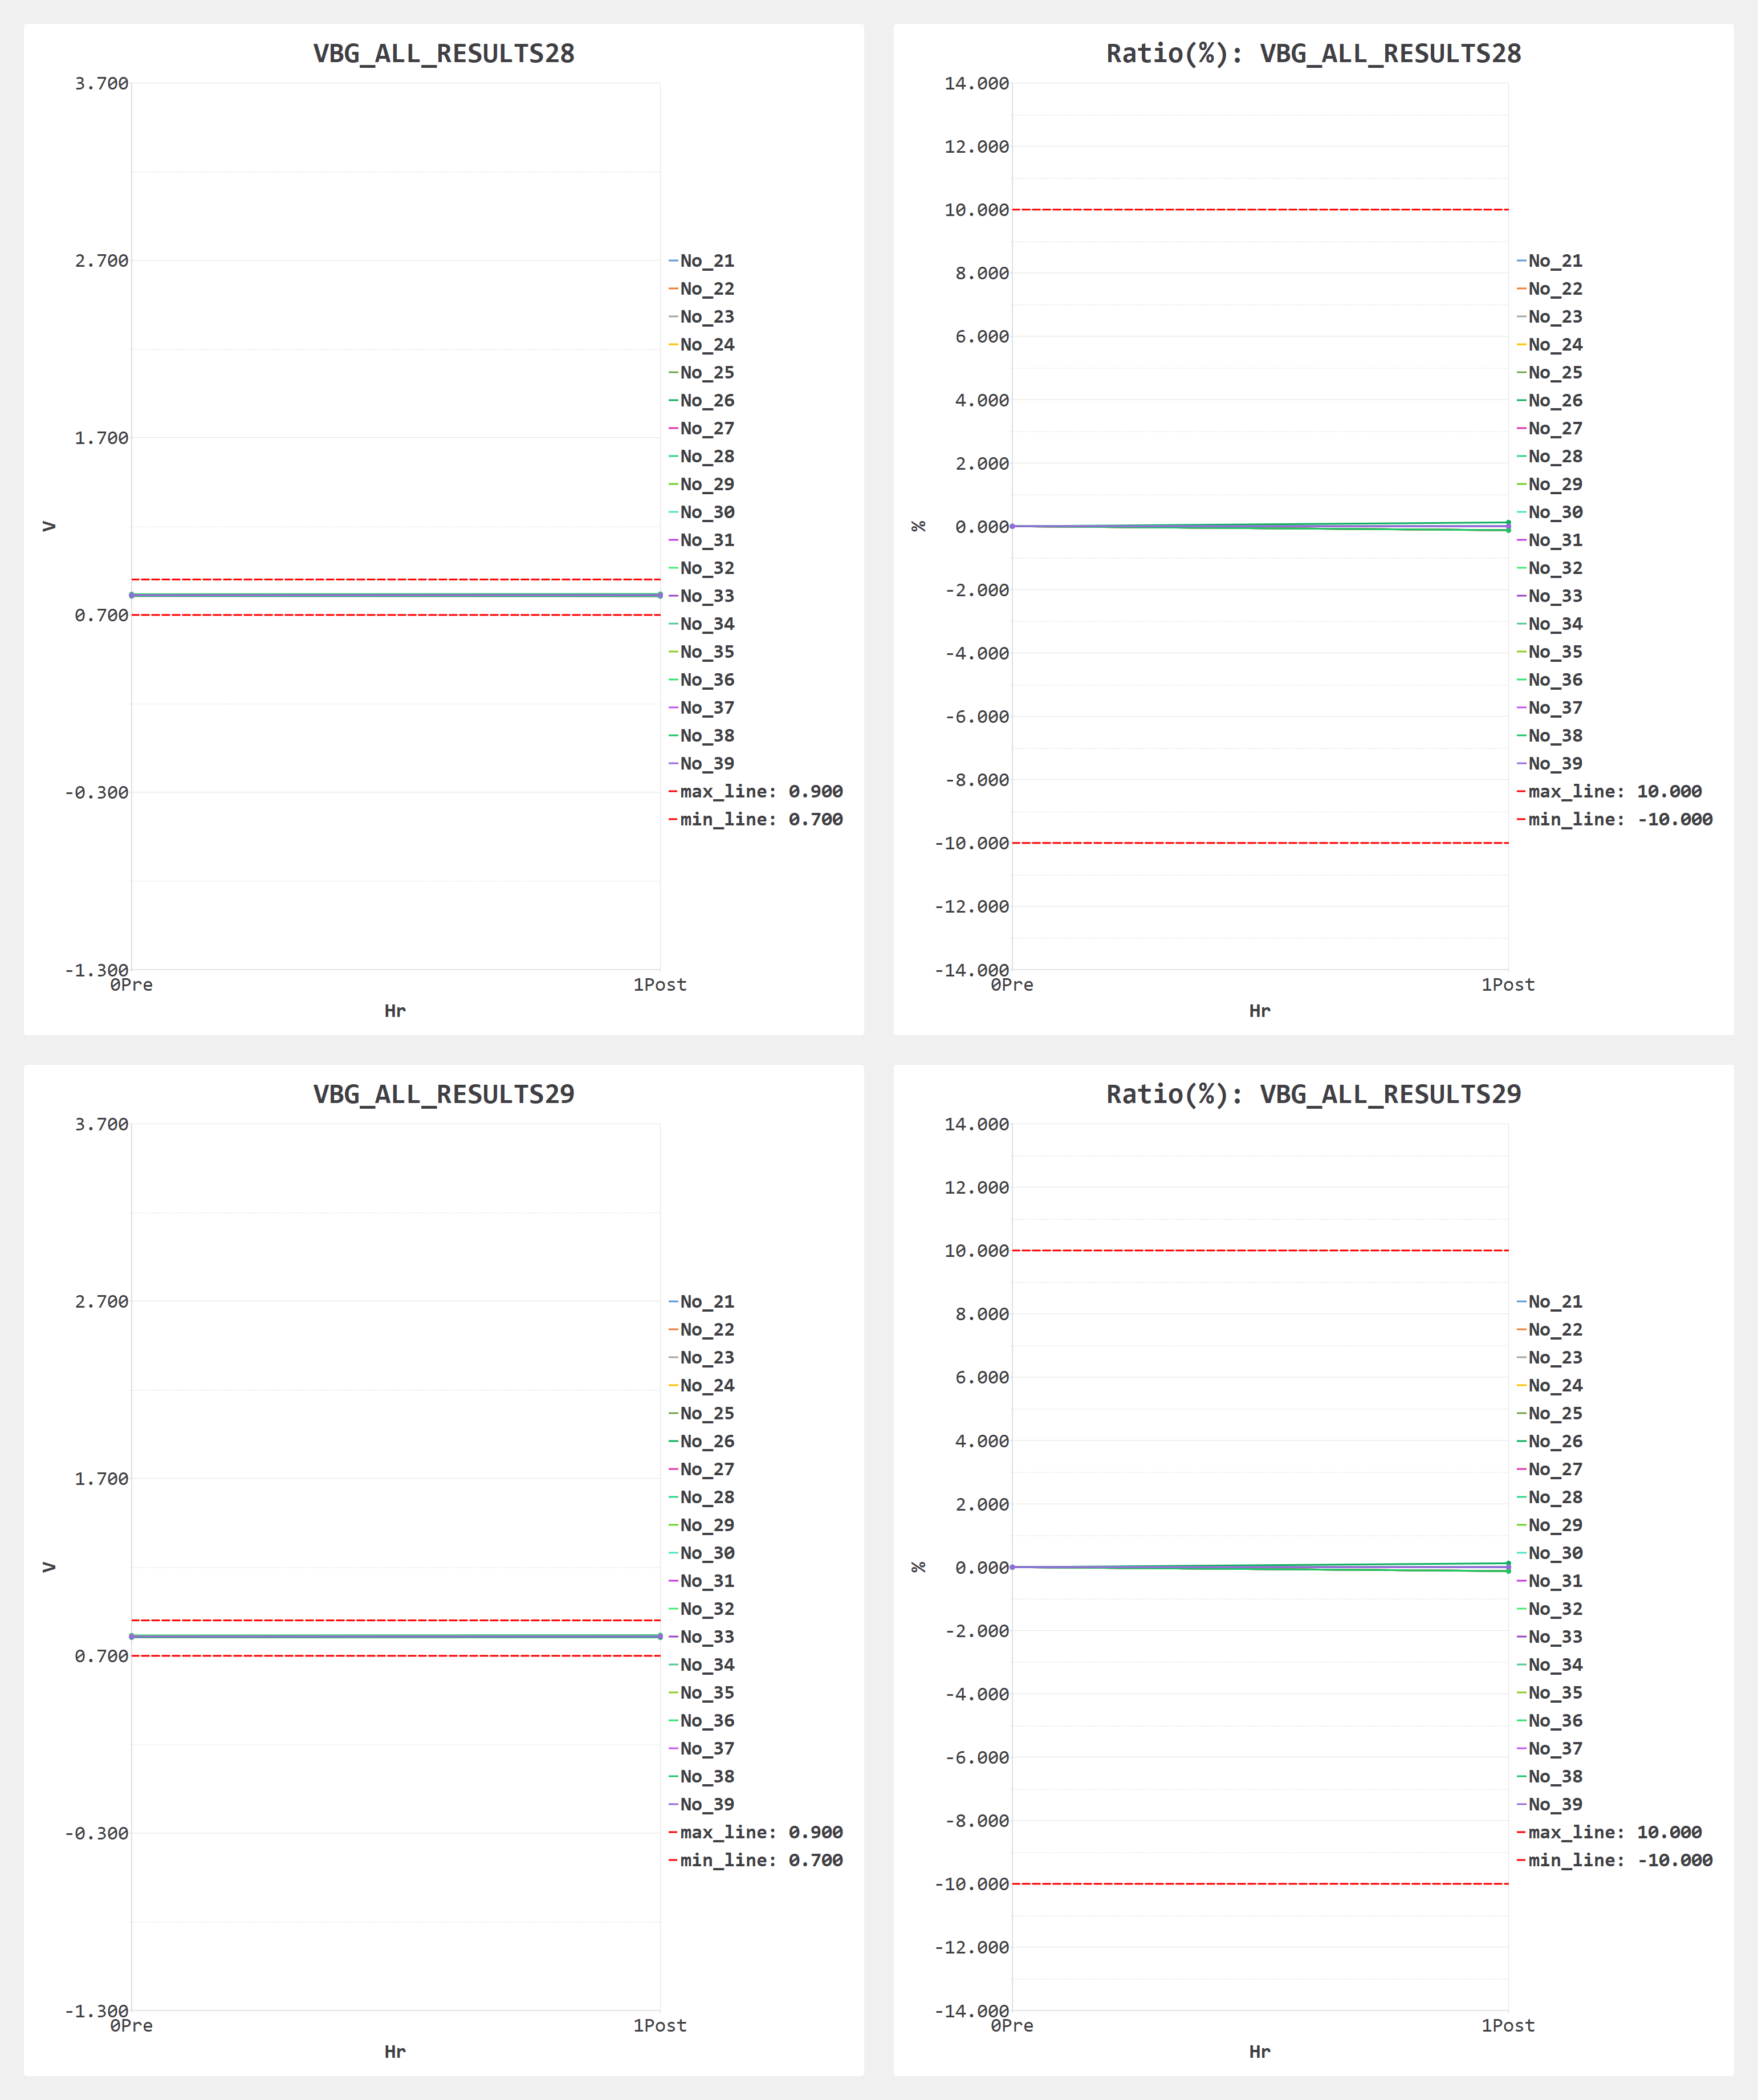 VBG_ALL_RESULTS28
3.700
2.700
1.700
0.700
-0.300
-1.300
V
0Pre
1Post
Hr
No_21
No_22
No_23
No_24
No_25
No_26
No_27
No_28
No_29
No_30
No_31
No_32
No_33
No_34
No_35
No_36
No_37
No_38
No_39
max_line: 0.900
min_line: 0.700
Ratio(%): VBG_ALL_RESULTS28
14.000
12.000
10.000
8.000
6.000
4.000
2.000
0.000
-2.000
-4.000
-6.000
-8.000
-10.000
-12.000
-14.000
%
0Pre
1Post
Hr
No_21
No_22
No_23
No_24
No_25
No_26
No_27
No_28
No_29
No_30
No_31
No_32
No_33
No_34
No_35
No_36
No_37
No_38
No_39
max_line: 10.000
min_line: -10.000
VBG_ALL_RESULTS29
3.700
2.700
1.700
0.700
-0.300
-1.300
V
0Pre
1Post
Hr
No_21
No_22
No_23
No_24
No_25
No_26
No_27
No_28
No_29
No_30
No_31
No_32
No_33
No_34
No_35
No_36
No_37
No_38
No_39
max_line: 0.900
min_line: 0.700
Ratio(%): VBG_ALL_RESULTS29
14.000
12.000
10.000
8.000
6.000
4.000
2.000
0.000
-2.000
-4.000
-6.000
-8.000
-10.000
-12.000
-14.000
%
0Pre
1Post
Hr
No_21
No_22
No_23
No_24
No_25
No_26
No_27
No_28
No_29
No_30
No_31
No_32
No_33
No_34
No_35
No_36
No_37
No_38
No_39
max_line: 10.000
min_line: -10.000